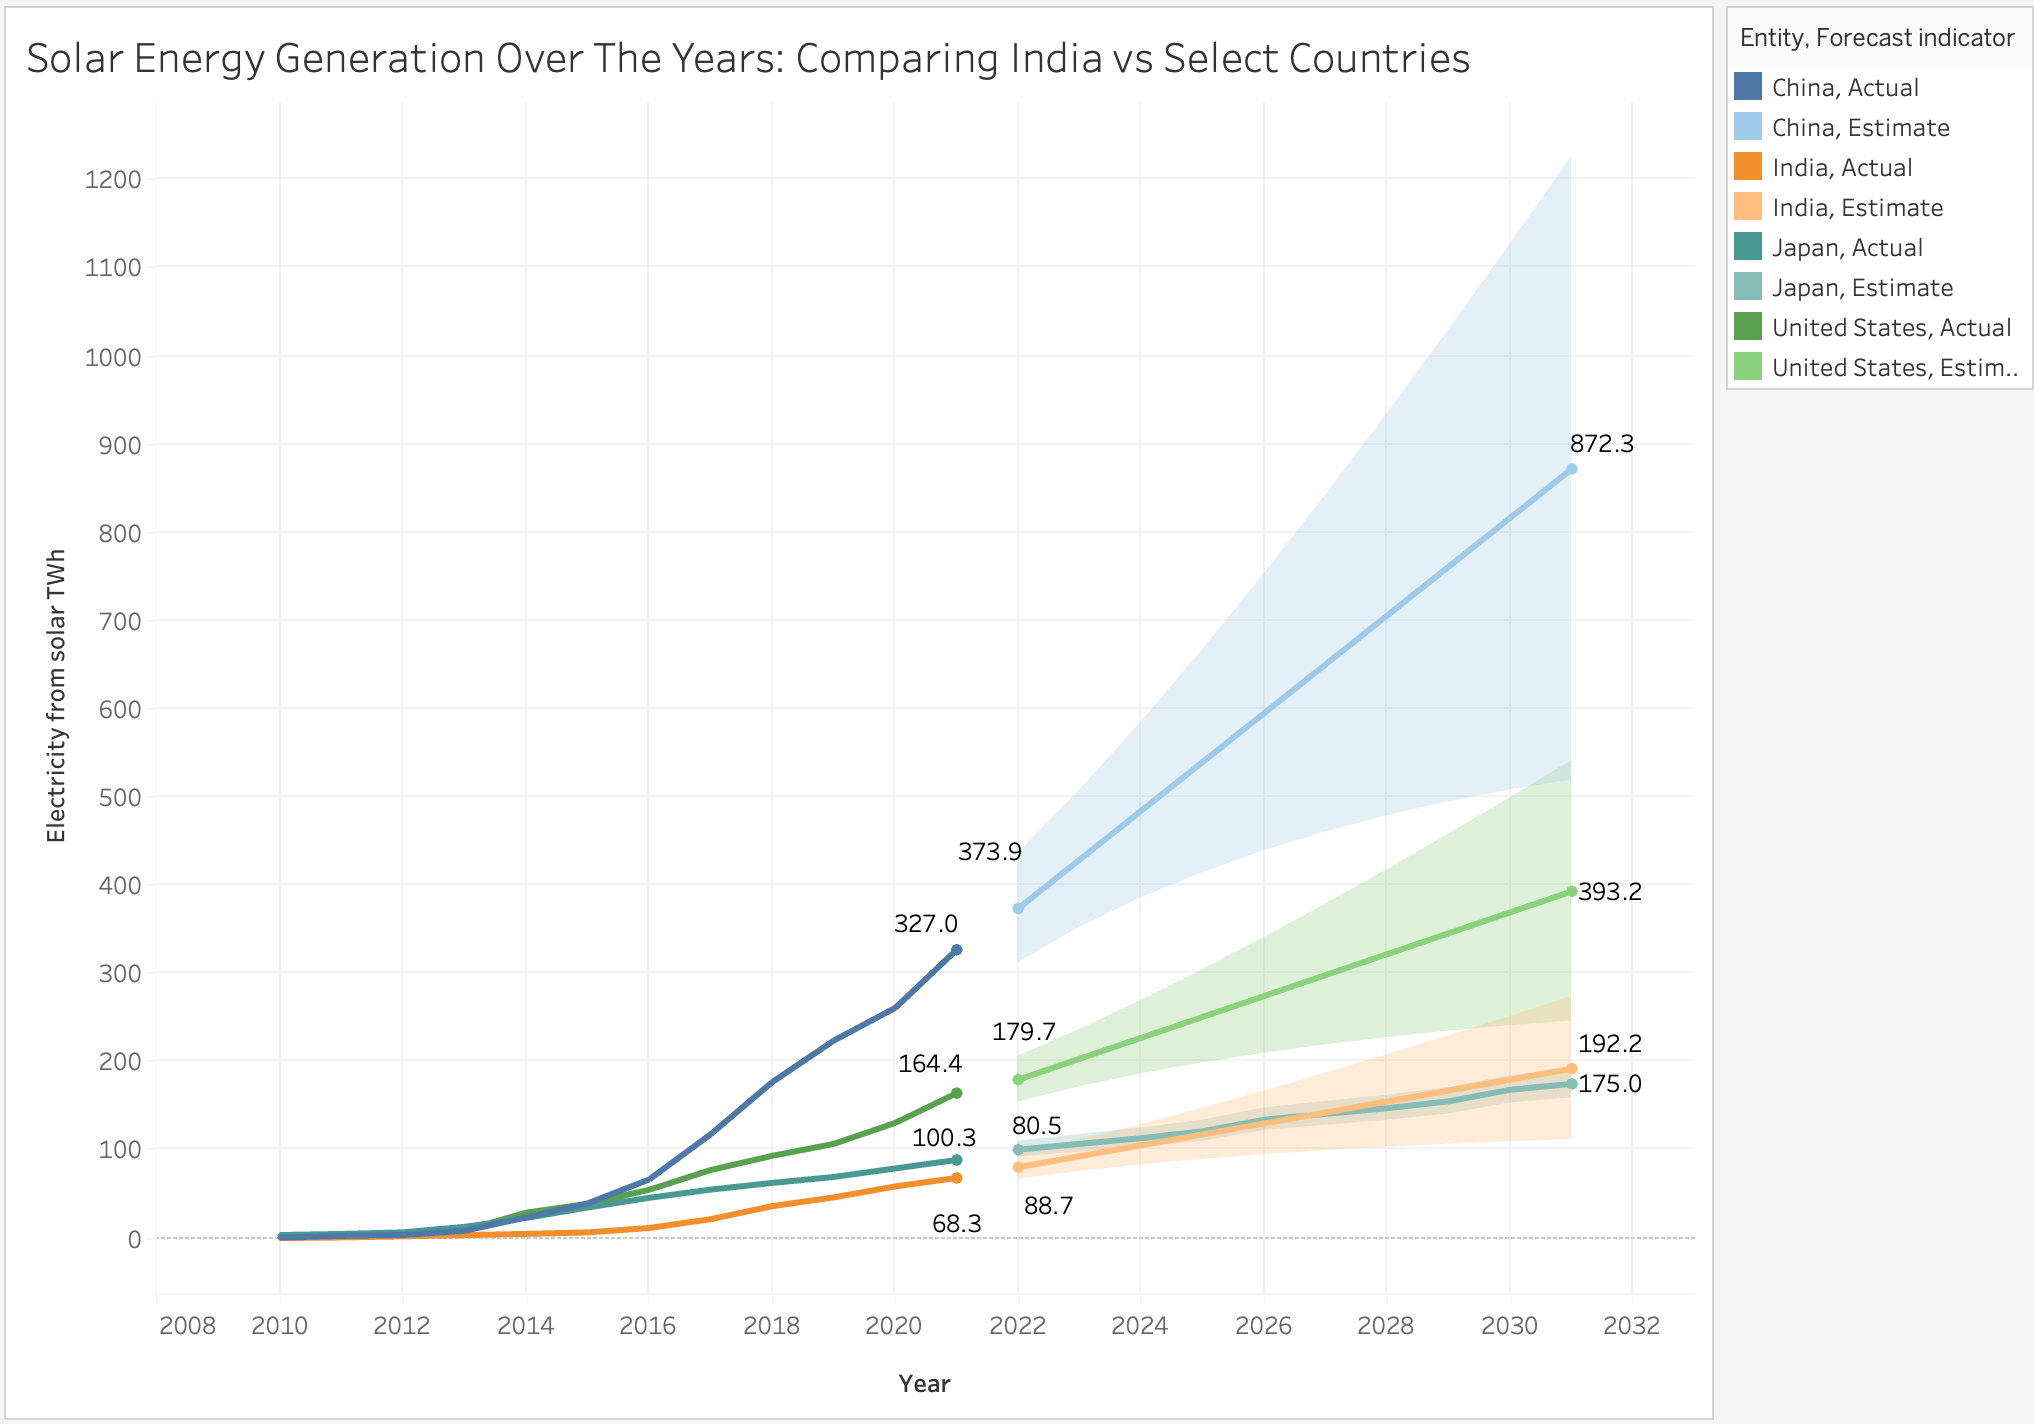 Solar Energy Generation Over The Years: Comparing India vs Select Countries
Entity, Forecast indicator
China, Actual
China, Estimate
India, Actual
India, Estimate
Japan, Actual
Japan, Estimate
United States, Actual
United States, Estim..
Electricity from solar TWh
1200
1100
1000
900
800
700
600
500
400
300
200
100
0
872.3
373.9
393.2
327.0
179.7
192.2
164.4
175.0
80.5
100.3
88.7
68.3
2008 2010 2012 2014 2016 2018 2020 2022 2024 2026 2028 2030 2032
Year